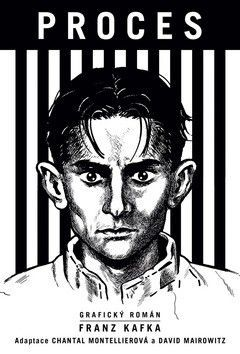 PROCES
GRAFICKÝ ROMÁN
FRANZ KAFKA
Adaptace CHANTAL MONTELLIEROVÁ a DAVID MAIROWITZ